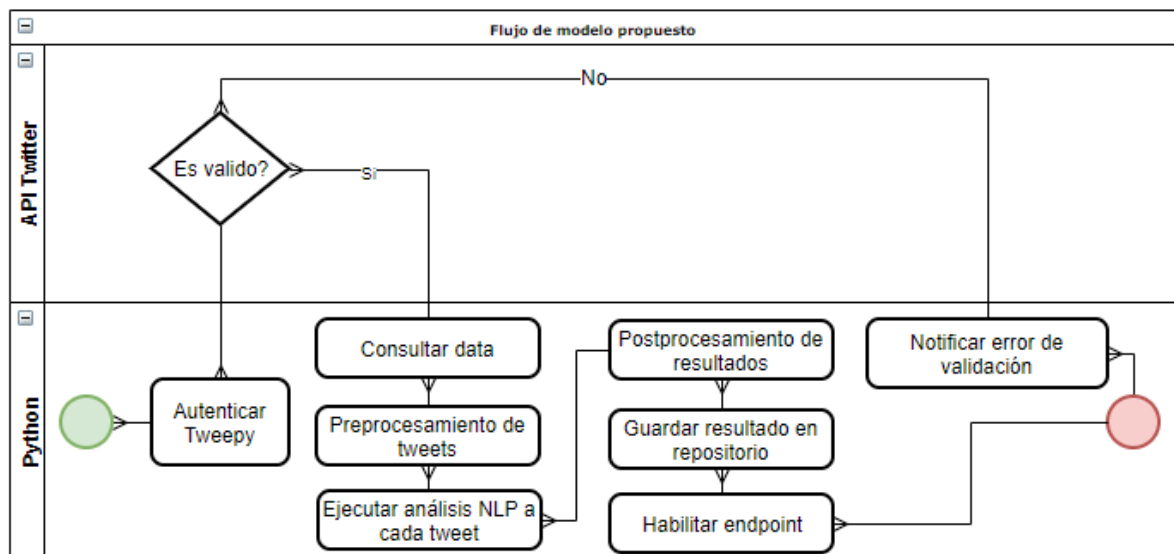 Flujo de modelo propuesto
API Twitter
No
Es valido?
Si
Python
Autenticar
Tweepy
Consultar data
Preprocesamiento de
tweets
Ejecutar análisis NLP a
cada tweet
Postprocesamiento de
resultados
Guardar resultado en
repositorio
Habilitar endpoint
Notificar error de
validación